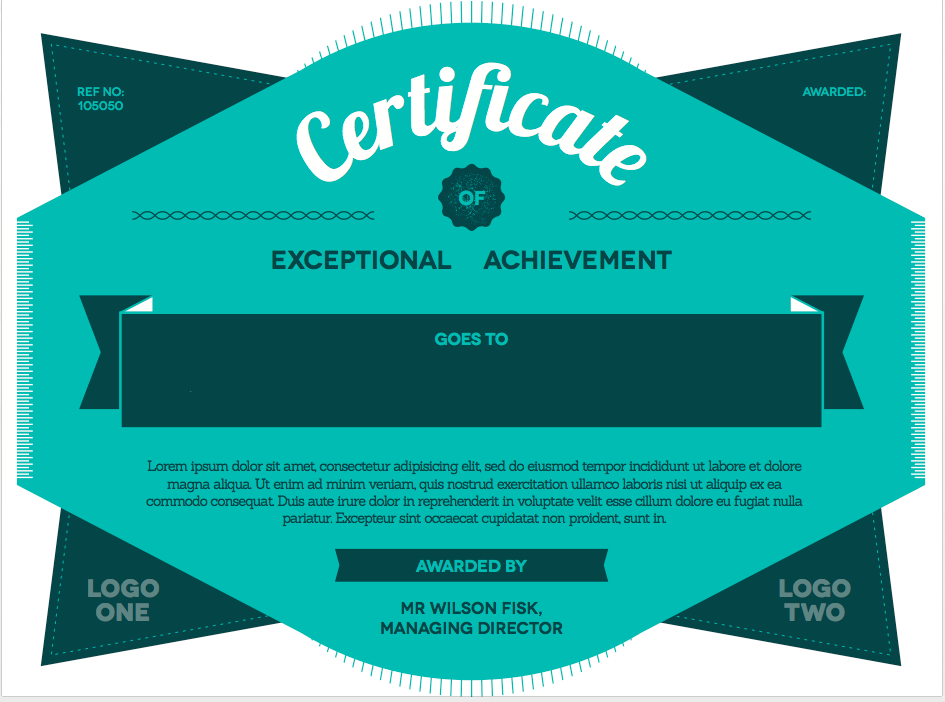 REF NO:
105050
AWARDED:
Certificate
OF
EXCEPTIONAL ACHIEVEMENT
GOES TO
Lorem ipsum dolor sit amet, consectetur adipisicing elit, sed do eiusmod tempor incididunt ut labore et dolore
magna aliqua. Ut enim ad minim veniam, quis nostrud exercitation ullamco laboris nisi ut aliquip ex ea
commodo consequat. Duis aute irure dolor in reprehenderit in voluptate velit esse cillum dolore eu fugiat nulla
pariatur. Excepteur sint occaecat cupidatat non proident, sunt in.
AWARDED BY
MR WILSON FISK,
MANAGING DIRECTOR
LOGO
ONE
LOGO
TWO